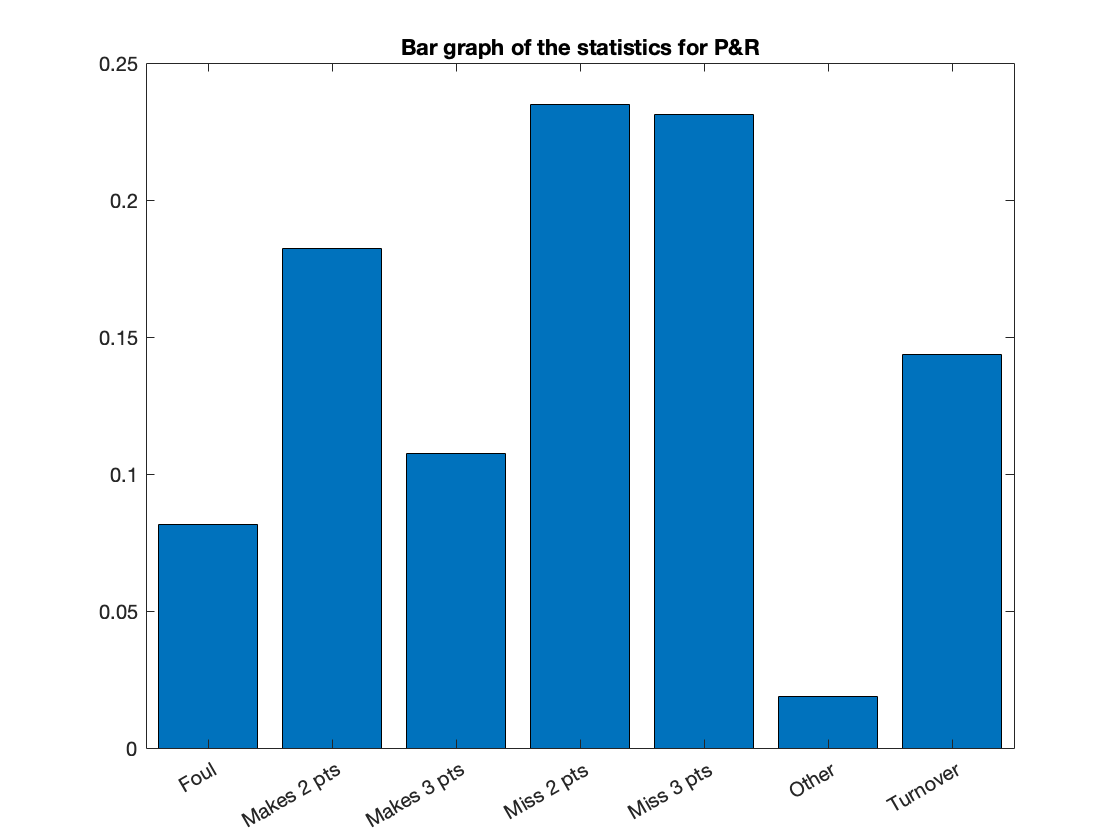 Bar graph of the statistics for P&R
0.25
0.2
0.15
0.1
0.05
0
Foul
Makes 2 pts
Makes 3 pts
Miss 2 pts
Miss 3 pts
Other
Turnover